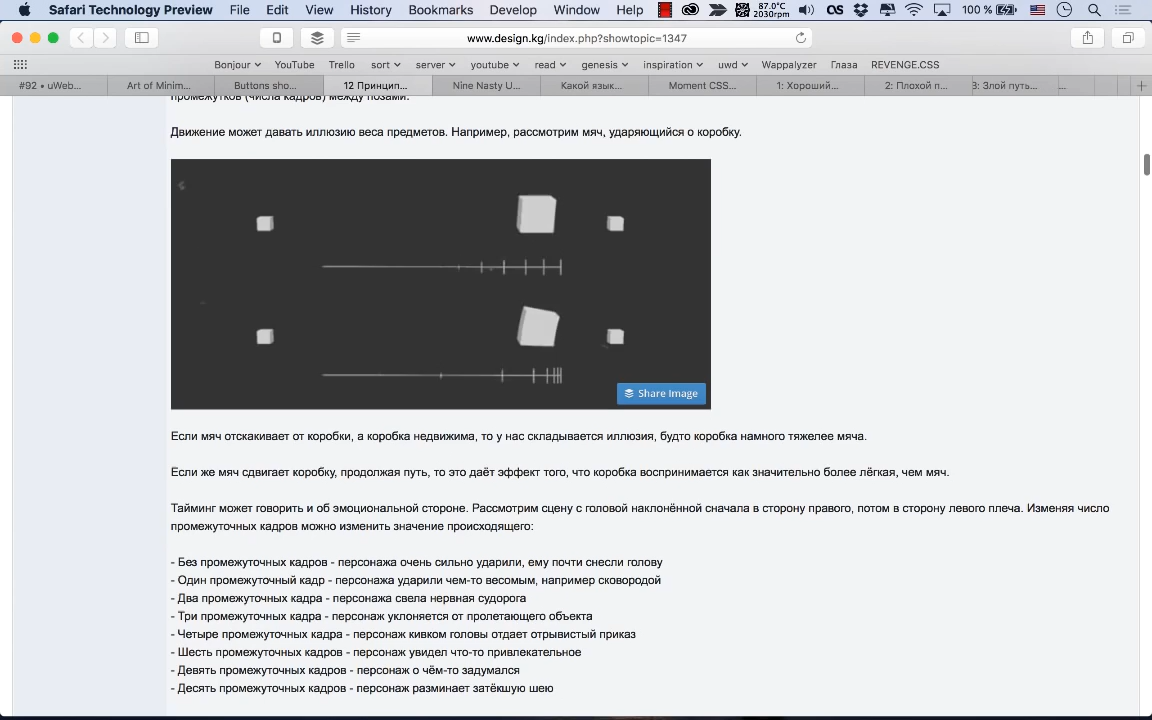 Safari Technology Preview File Edit View History Bookmarks Develop Window Help 87.0°C 2030rpm 100 %
www.design.kg/index.php?showtopic=1347
Bonjour YouTube Trello sort server youtube read genesis inspiration uwd Wappalyzer Глаза REVENGE.CSS
#92 • uWeb... Art of Minim... Buttons sho... 12 Принцип... Nine Nasty U... Какой язык... Moment CSS... 1: Хороший... 2: Плохой п... 3: Злой путь... ...
промежутков (числа кадров) между позами.
Движение может давать иллюзию веса предметов. Например, рассмотрим мяч, ударяющийся о коробку.
Share Image
Если мяч отскакивает от коробки, а коробка недвижима, то у нас складывается иллюзия, будто коробка намного тяжелее мяча.
Если же мяч сдвигает коробку, продолжая путь, то это даёт эффект того, что коробка воспринимается как значительно более лёгкая, чем мяч.
Тайминг может говорить и об эмоциональной стороне. Рассмотрим сцену с головой наклонённой сначала в сторону правого, потом в сторону левого плеча. Изменяя число
промежуточных кадров можно изменить значение происходящего:
- Без промежуточных кадров - персонажа очень сильно ударили, ему почти снесли голову
- Один промежуточный кадр - персонажа ударили чем-то весомым, например сковородой
- Два промежуточных кадра - персонажа свела нервная судорога
- Три промежуточных кадра - персонаж уклоняется от пролетающего объекта
- Четыре промежуточных кадра - персонаж кивком головы отдает отрывистый приказ
- Шесть промежуточных кадров - персонаж увидел что-то привлекательное
- Девять промежуточных кадров - персонаж о чём-то задумался
- Десять промежуточных кадров - персонаж разминает затёкшую шею